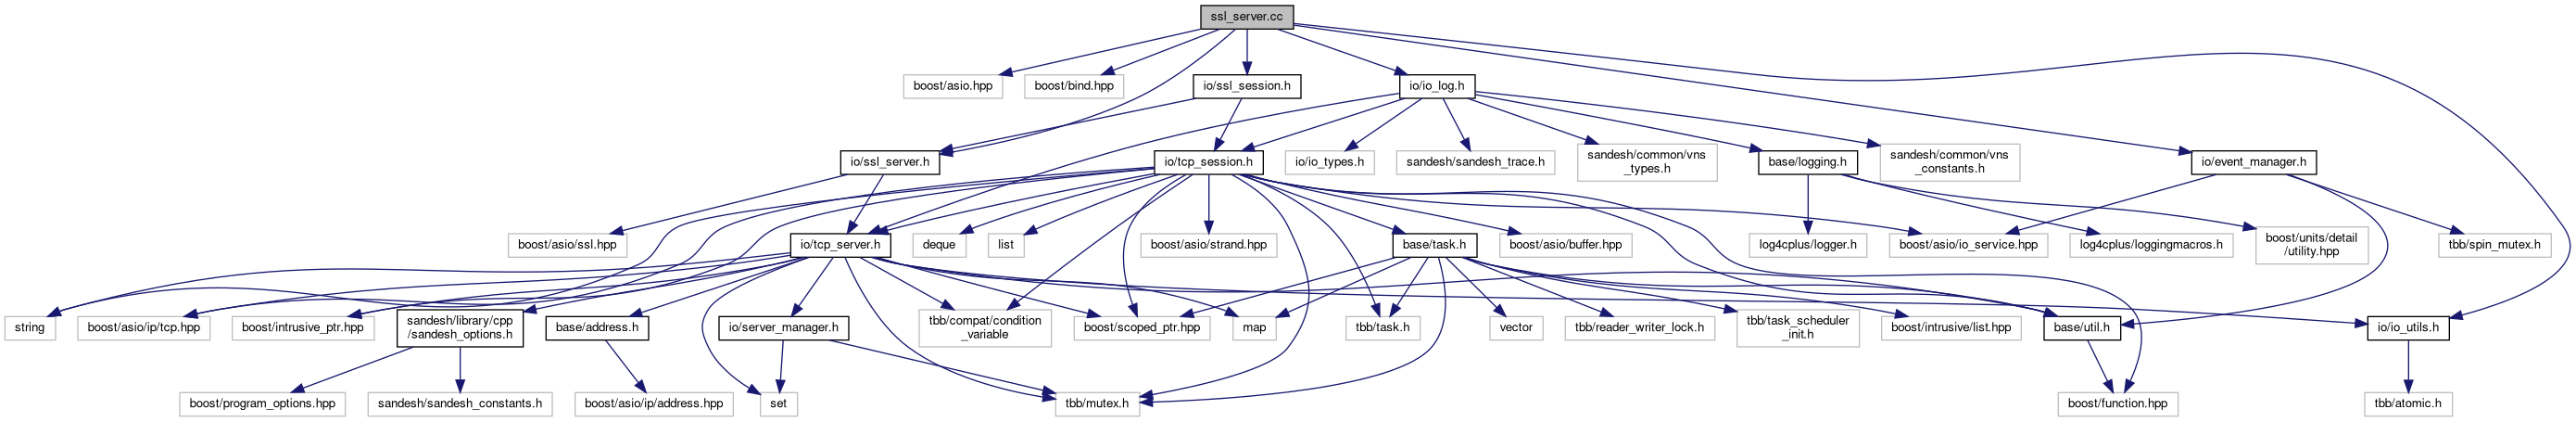 ssl_server.cc
boost/asio.hpp
boost/bind.hpp
io/ssl_session.h
io/io_log.h
io/ssl_server.h
io/tcp_session.h
io/io_types.h
sandesh/sandesh_trace.h
sandesh/common/vns
_types.h
base/logging.h
sandesh/common/vns
_constants.h
io/event_manager.h
boost/asio/ssl.hpp
io/tcp_server.h
deque
list
boost/asio/strand.hpp
base/task.h
boost/asio/buffer.hpp
log4cplus/logger.h
boost/asio/io_service.hpp
log4cplus/loggingmacros.h
boost/units/detail
/utility.hpp
tbb/spin_mutex.h
string
boost/asio/ip/tcp.hpp
boost/intrusive_ptr.hpp
sandesh/library/cpp
/sandesh_options.h
base/address.h
io/server_manager.h
tbb/compat/condition
_variable
boost/scoped_ptr.hpp
map
tbb/task.h
vector
tbb/reader_writer_lock.h
tbb/task_scheduler
_init.h
boost/intrusive/list.hpp
base/util.h
io/io_utils.h
boost/program_options.hpp
sandesh/sandesh_constants.h
boost/asio/ip/address.hpp
set
tbb/mutex.h
boost/function.hpp
tbb/atomic.h